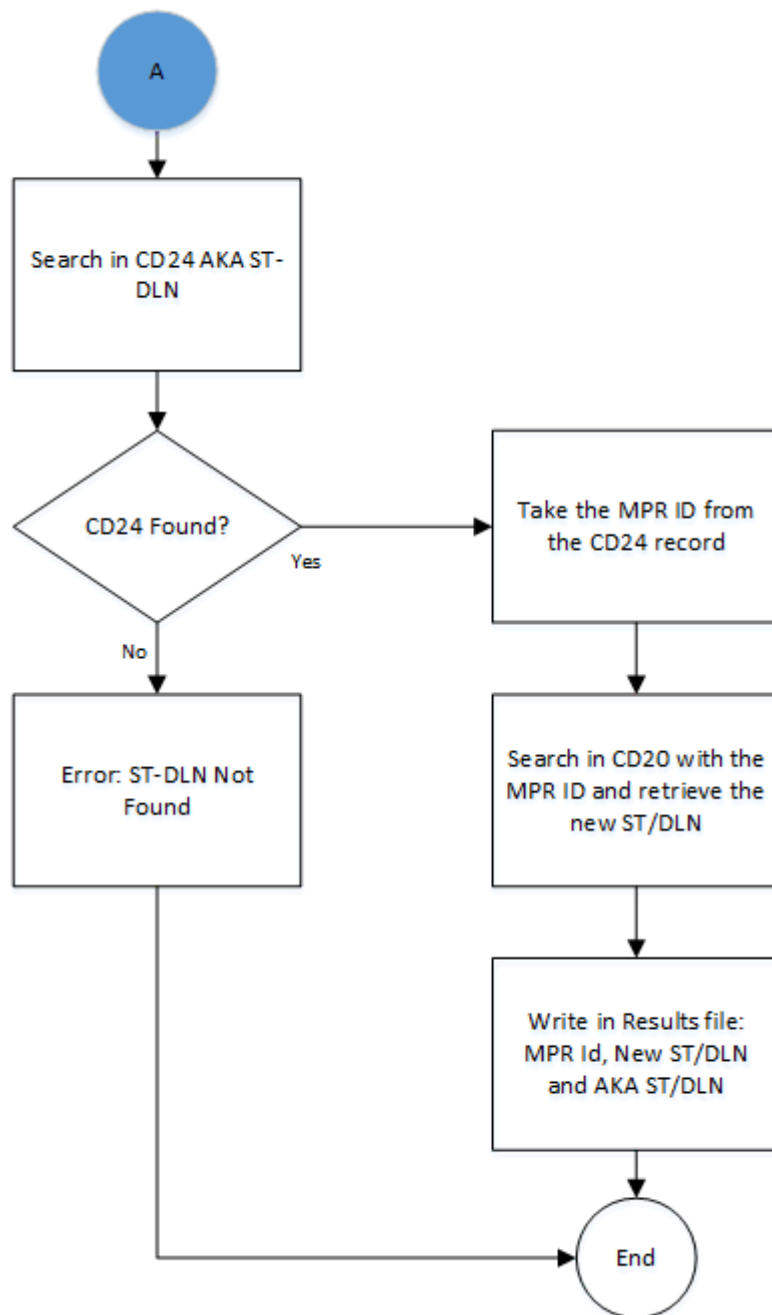 A
Search in CD24 AKA ST-
DLN
CD24 Found?
Yes
No
Take the MPR ID from
the CD24 record
Error: ST-DLN Not
Found
Search in CD20 with the
MPR ID and retrieve the
new ST/DLN
Write in Results file:
MPR Id, New ST/DLN
and AKA ST/DLN
End